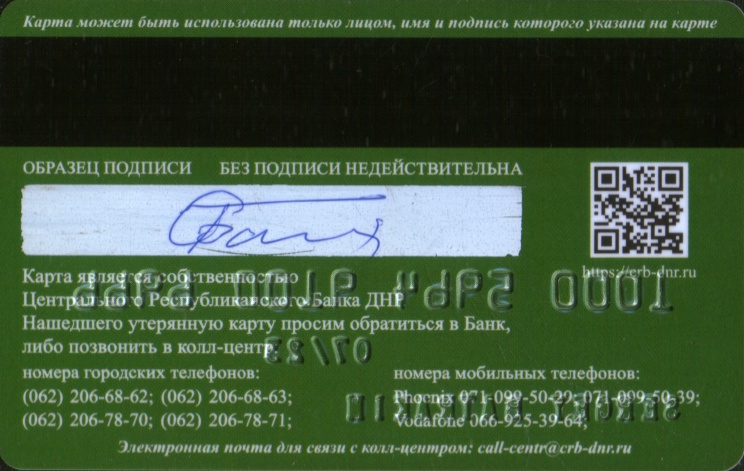 Карта может быть использована только лицом, имя и подпись которого указана на карте
ОБРАЗЕЦ ПОДПИСИ БЕЗ ПОДПИСИ НЕДЕЙСТВИТЕЛЬНА
https://crb-dnr.ru
Карта является собственностью
Центрального Республиканского Банка ДНР
Нашедшего утерянную карту просим обратиться в Банк,
либо позвонить в колл-центр
07/23
номера городских телефонов: номера мобильных телефонов:
(062) 206-68-62; (062) 206-68-63; Phoenix 071-099-50-29; 071-099-50-39;
(062) 206-78-70; (062) 206-78-71; Vodafone 066-925-39-64;
Электронная почта для связи с колл-центром: call-centr@crb-dnr.ru